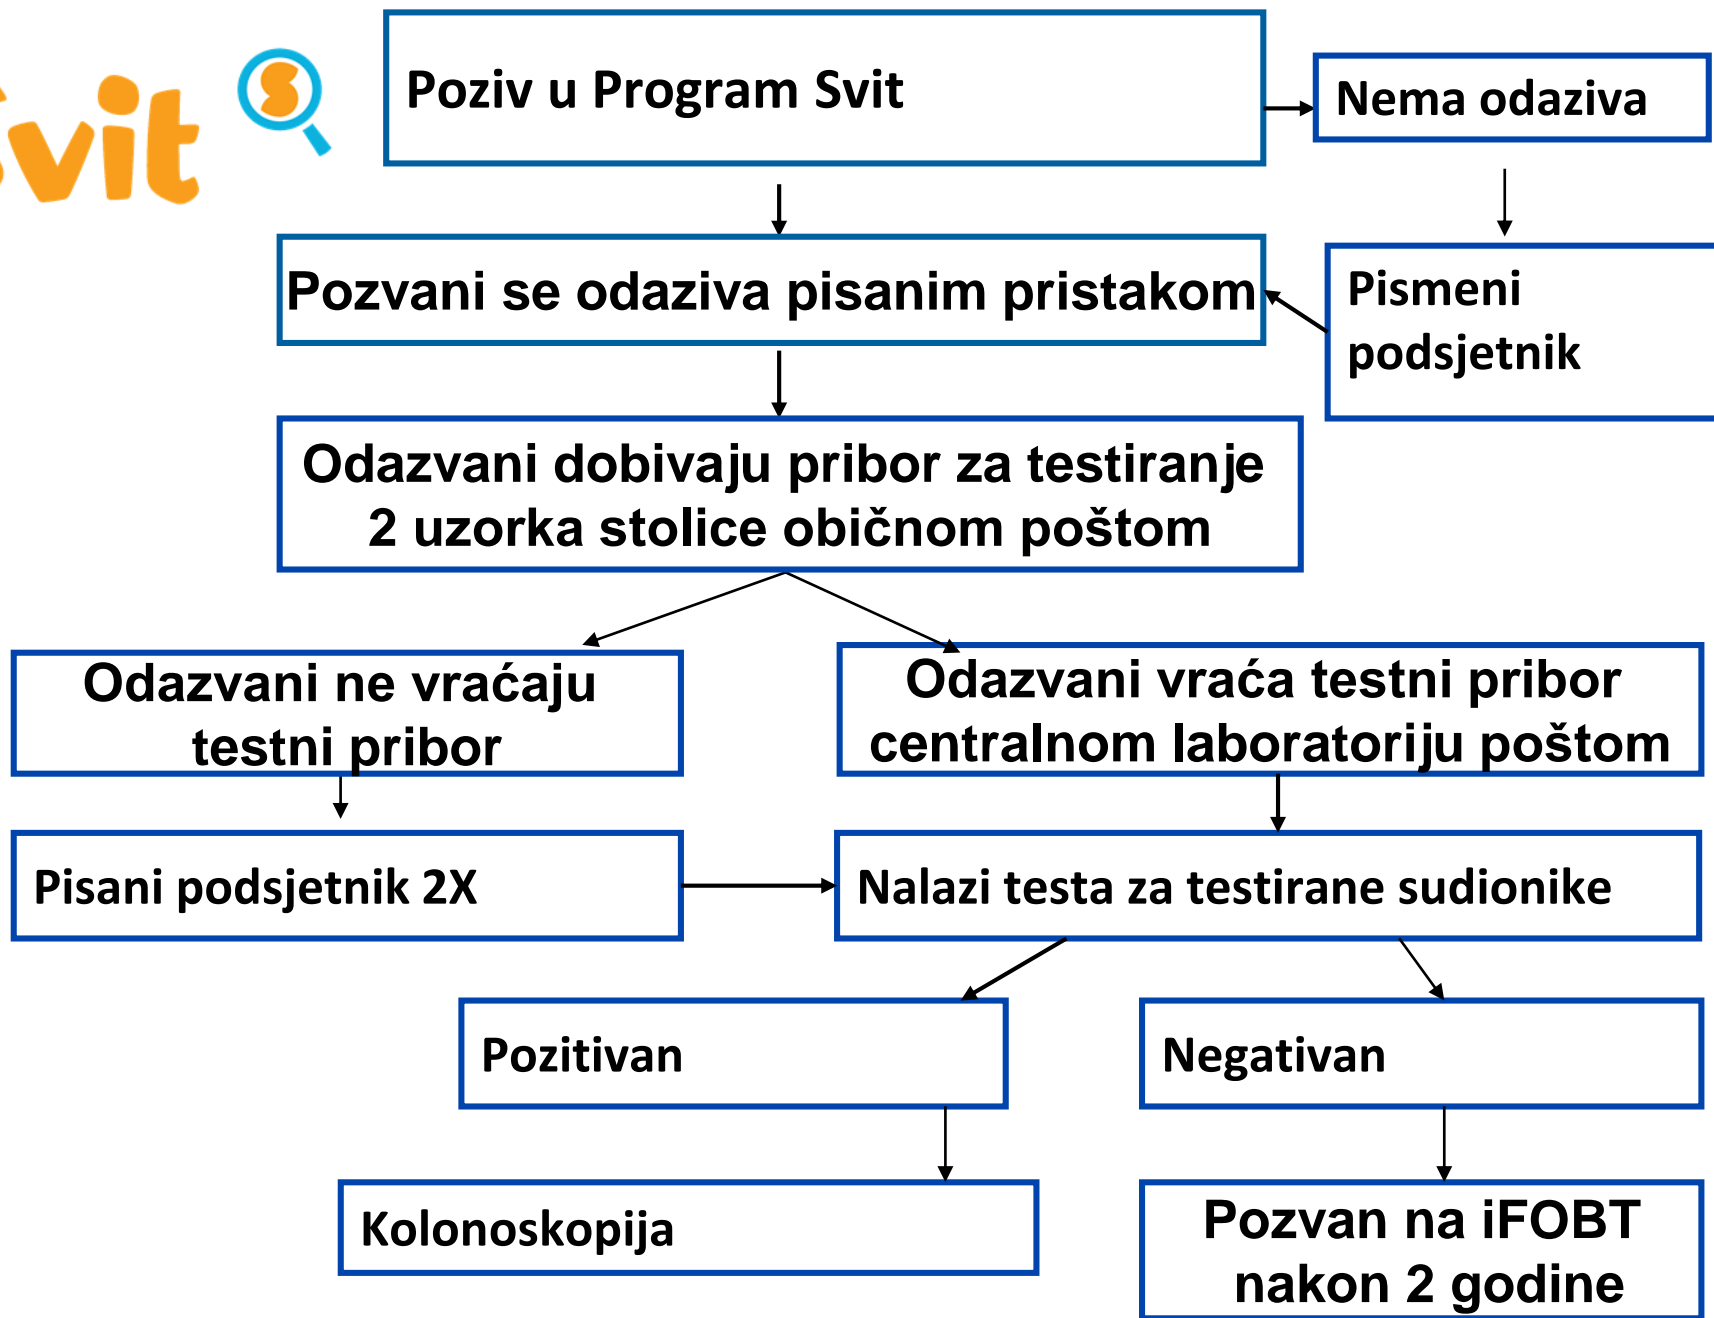 Svit
Poziv u Program Svit
Nema odaziva
Pozvani se odaziva pisanim pristakom
Pismeni
podsjetnik
Odazvani dobivaju pribor za testiranje
2 uzorka stolice običnom poštom
Odazvani ne vraćaju
testni pribor
Odazvani vraća testni pribor
centralnom laboratoriju poštom
Pisani podsjetnik 2X
Nalazi testa za testirane sudionike
Pozitivan
Negativan
Kolonoskopija
Pozvan na iFOBT
nakon 2 godine